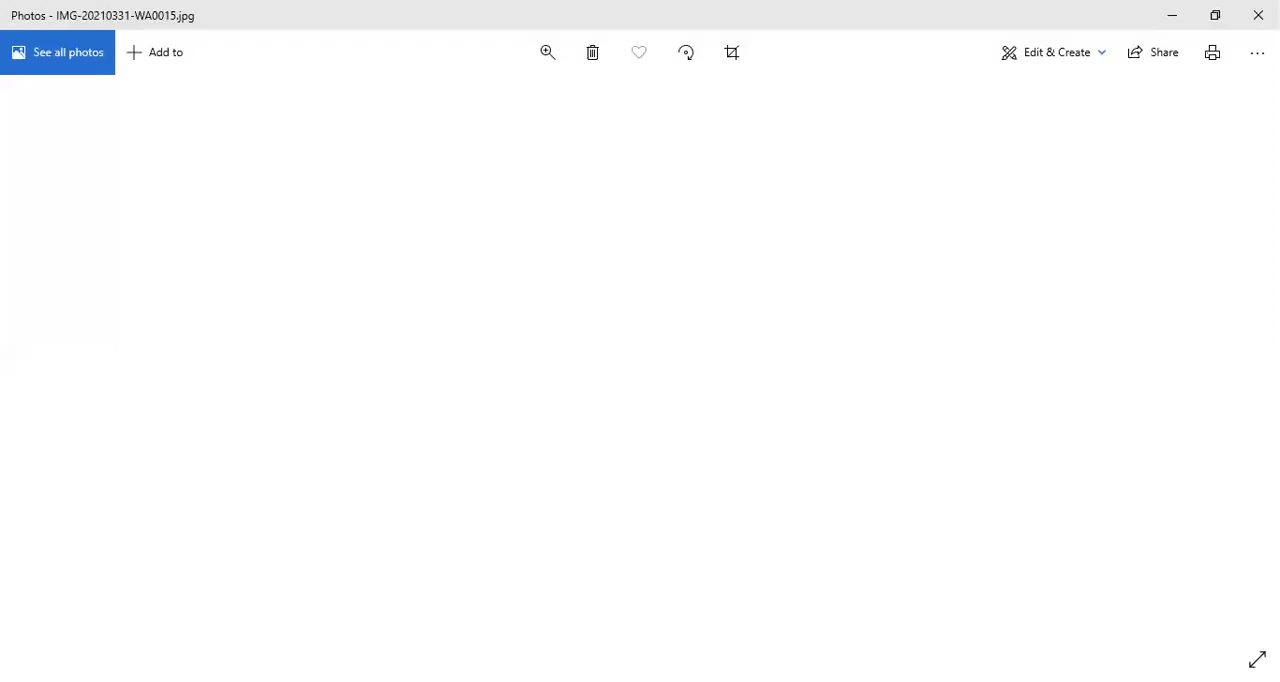 Photos - IMG-20210331-WA0015.jpg
See all photos
Add to
Edit & Create
Share